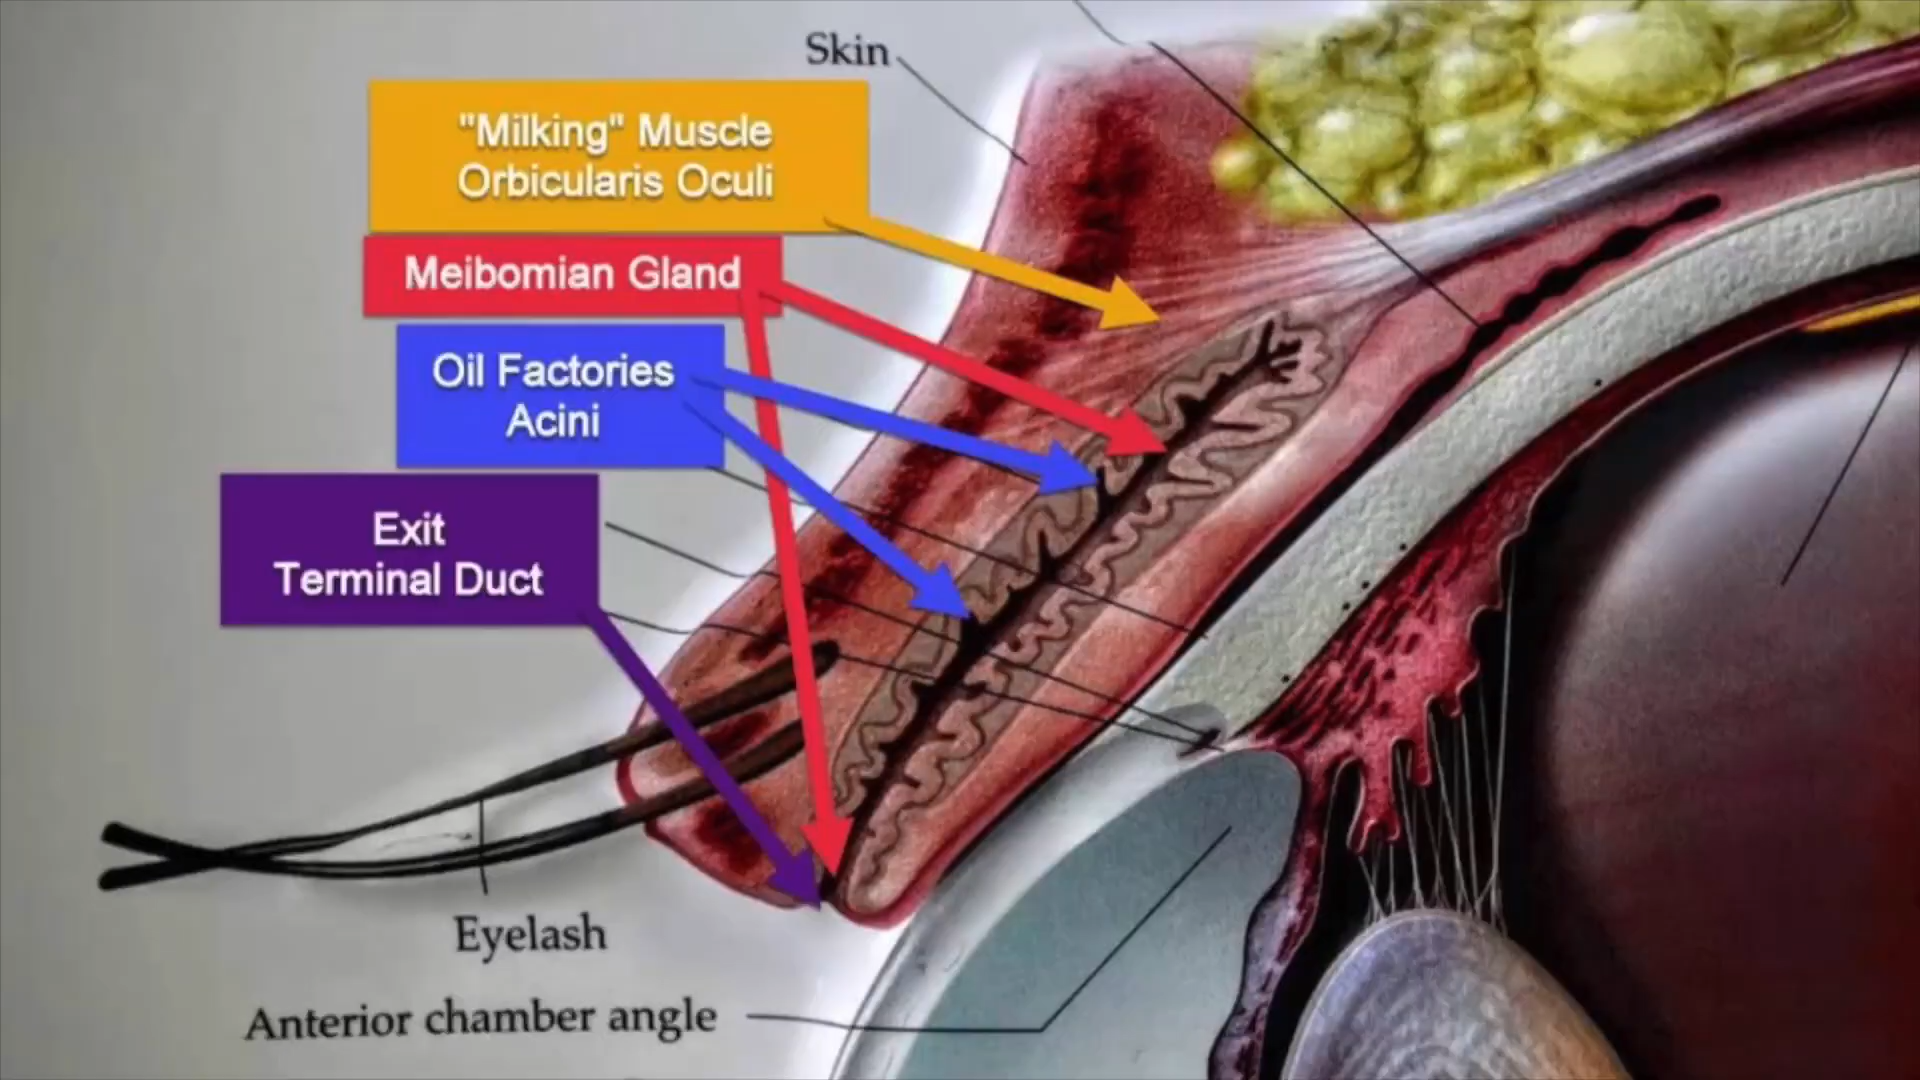 Skin
"Milking" Muscle
Orbicularis Oculi
Meibomian Gland
Oil Factories
Acini
Exit
Terminal Duct
Eyelash
Anterior chamber angle